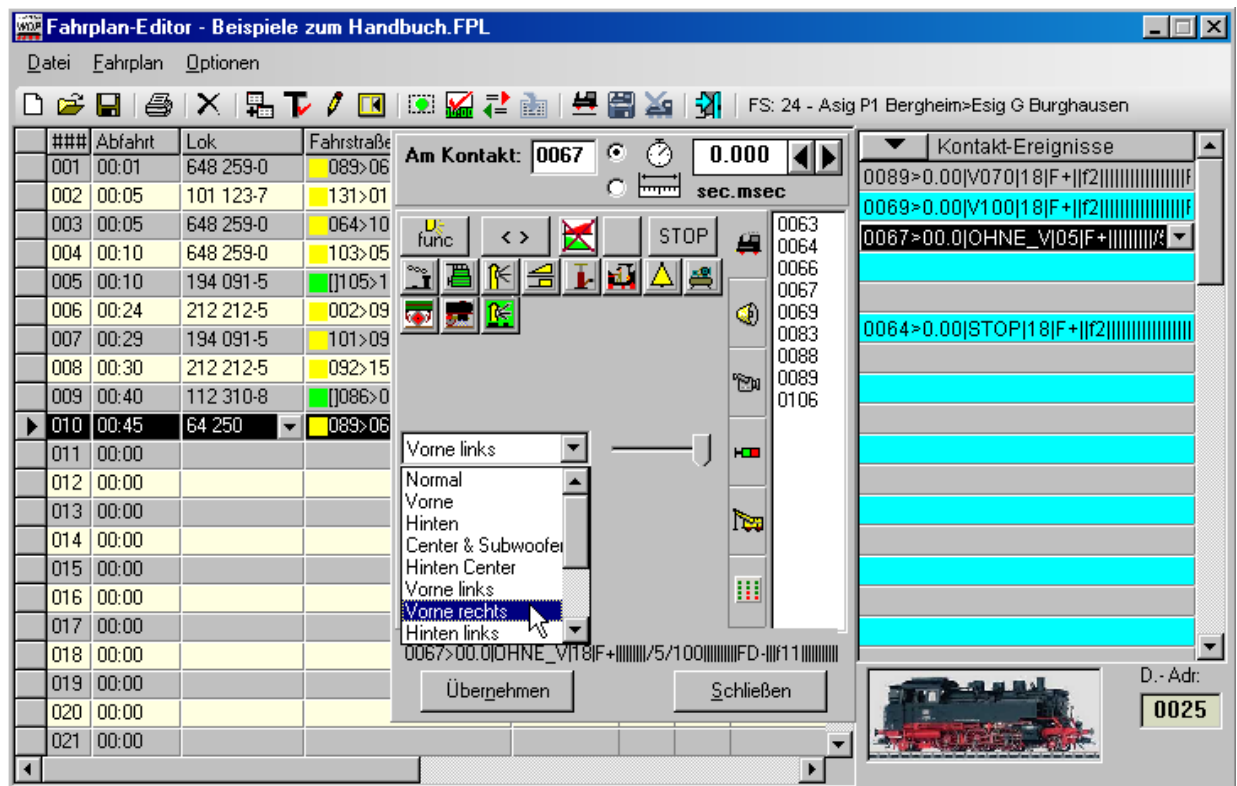 Fahrplan-Editor - Beispiele zum Handbuch.FPL
Datei Fahrplan Optionen
FS: 24 - Asig P1 Bergheim>Esig G Burghausen
### Abfahrt Lok Fahrstraße
001 00:01 648 259-0 089>06
002 00:05 101 123-7 131>01
003 00:05 648 259-0 064>10
004 00:10 648 259-0 103>05
005 00:10 194 091-5 []105>1
006 00:24 212 212-5 002>09
007 00:29 194 091-5 101>09
008 00:30 212 212-5 092>15
009 00:40 112 310-8 []086>0
010 00:45 64 250 089>06
011 00:00
012 00:00
013 00:00
014 00:00
015 00:00
016 00:00
017 00:00
018 00:00
019 00:00
020 00:00
021 00:00
Am Kontakt: 0067 0.000
sec.msec
func < > STOP
0063
0064
0066
0067
0069
0083
0088
0089
0106
Vorne links
Normal
Vorne
Hinten
Center & Subwoofer
Hinten Center
Vorne links
Vorne rechts
Hinten links
0067>00.0|OHNE_V|18|F+||||||||/5/100|||||||||FD-|||f11|||||||||
Übernehmen Schließen
Kontakt-Ereignisse
0089>0.00|V070|18|F+||f2||||||||||||||||||F
0069>0.00|V100|18|F+||f2||||||||||||||||||F
0067>00.0|OHNE_V|05|F+|||||||||/
0064>0.00|STOP|18|F+||f2||||||||||||||||||
D.- Adr:
0025